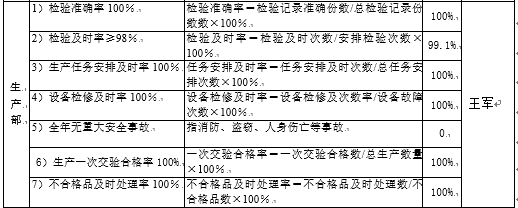 生产部
1）检验准确率 100%
检验准确率＝检验记录准确份数/总检验记录份数数×100%
100%
2）检验及时率≥98%
检验及时率＝检验及时次数/安排检验次数×100%
99.1%
3）生产任务安排及时率 100%
任务安排及时率＝任务安排及时次数/总任务安排次数×100%
100%
4）设备检修及时率 100%
设备检修及时率＝设备检修及次数率/设备故障次数×100%
100%
5）全年无重大安全事故
指消防、盗窃、人身伤亡等事故
0
6）生产一次交验合格率 100%
一次交验合格率＝一次交验合格数/总生产数量×100%
100%
7）不合格品及时处理率 100%
不合格品及时处理率＝不合格品及时处理数/不合格品数×100%
100%
王军